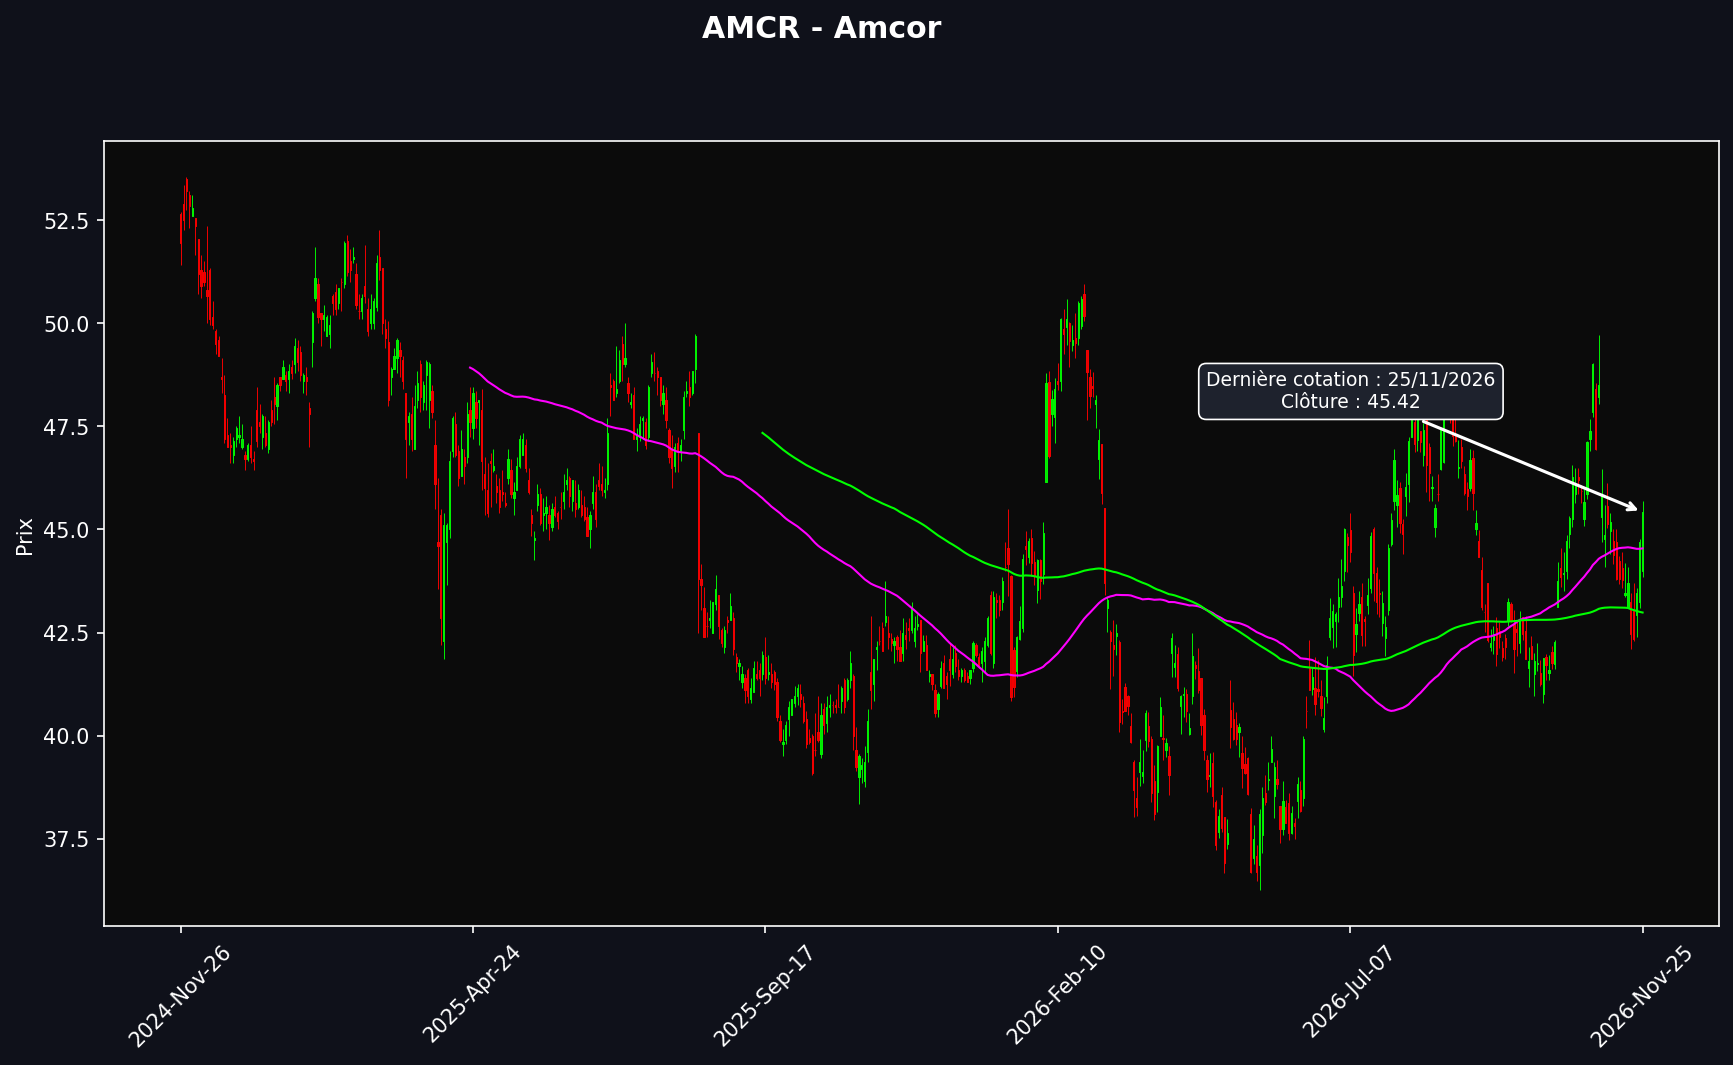 AMCR - Amcor
Prix
52.5
50.0
47.5
45.0
42.5
40.0
37.5
Dernière cotation : 25/11/2026
Clôture : 45.42
2024-Nov-26
2025-Apr-24
2025-Sep-17
2026-Feb-10
2026-Jul-07
2026-Nov-25